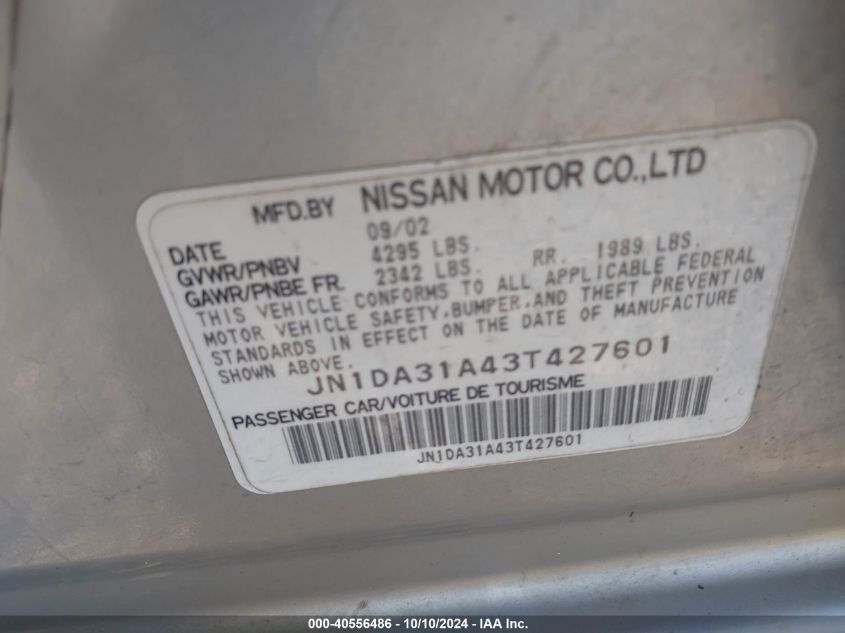 MFD.BY NISSAN MOTOR CO.,LTD
DATE 09/02
GVWR/PNBV 4295 LBS.
GAWR/PNBE FR. 2342 LBS. RR. 1989 LBS.
THIS VEHICLE CONFORMS TO ALL APPLICABLE FEDERAL
MOTOR VEHICLE SAFETY,BUMPER,AND THEFT PREVENTION
STANDARDS IN EFFECT ON THE DATE OF MANUFACTURE
SHOWN ABOVE.
JN1DA31A43T427601
PASSENGER CAR/VOITURE DE TOURISME
JN1DA31A43T427601
000-40556486 - 10/10/2024 - IAA Inc.